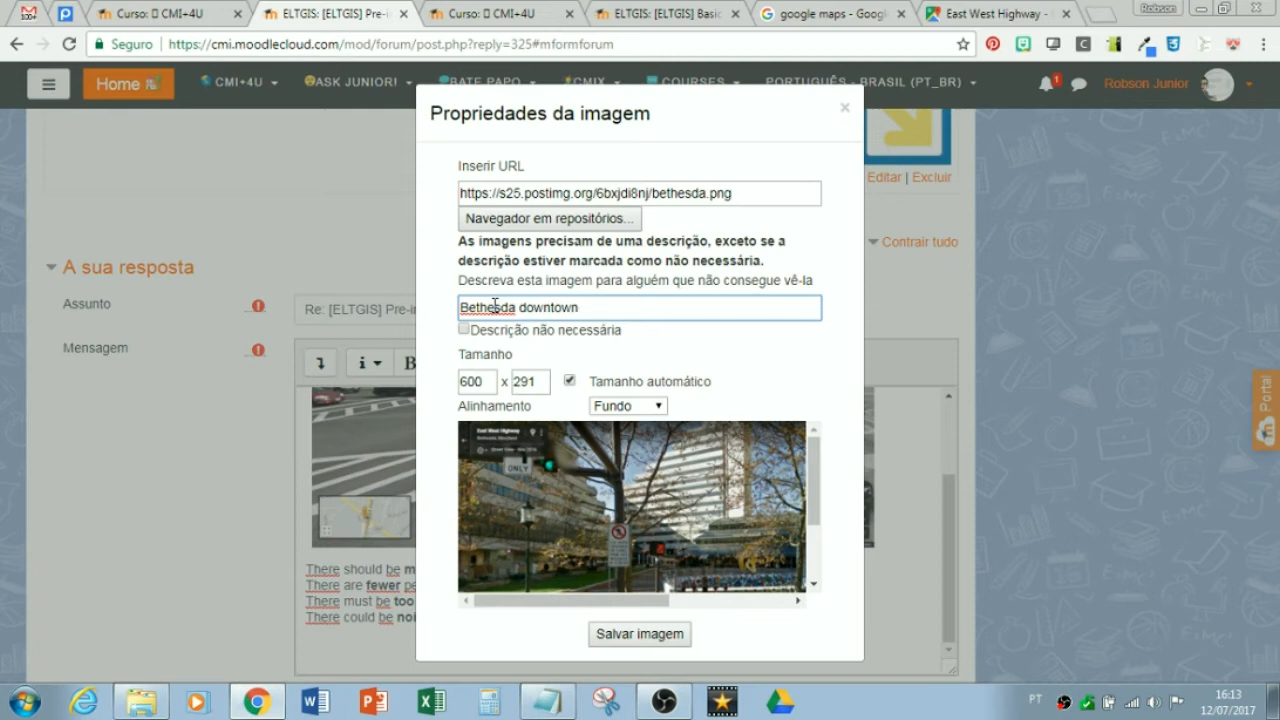 Curso: CMI+4U
ELTGIS: [ELTGIS] Pre-i
Curso: CMI+4U
ELTGIS: [ELTGIS] Basic
google maps - Googl
East West Highway -
Robson
Seguro
https://cmi.moodlecloud.com/mod/forum/post.php?reply=325#mformforum
Home
CMI+4U
ASK JUNIOR!
BATE PAPO
CMIX
COURSES
PORTUGUÊS - BRASIL (PT_BR)
1
Robson Junior
Propriedades da imagem
×
Inserir URL
https://s25.postimg.org/6bxjdi8nj/bethesda.png
Navegador em repositórios...
As imagens precisam de uma descrição, exceto se a
descrição estiver marcada como não necessária.
Descreva esta imagem para alguém que não consegue vê-la
Bethesda downtown
Descrição não necessária
Tamanho
600 x 291
Tamanho automático
Alinhamento
Fundo
East West Highway
ONLY
Salvar imagem
Editar | Excluir
Contrair tudo
A sua resposta
Assunto
Re: [ELTGIS] Pre-i
Mensagem
i
B
There should be m
There are fewer pe
There must be too
There could be noi
Portal
PT
16:13
12/07/2017